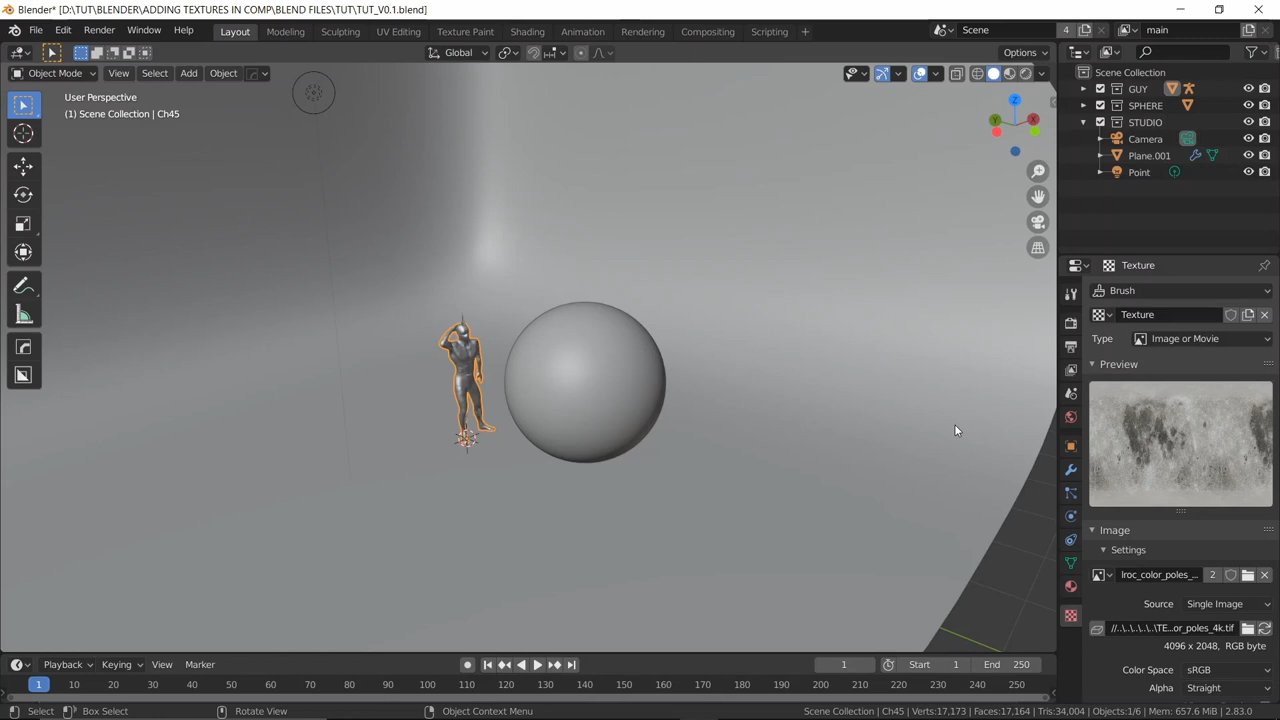 Blender* [D:\TUT\BLENDER\ADDING TEXTURES IN COMP\BLEND FILES\TUT\TUT_V0.1.blend]
File Edit Render Window Help Layout Modeling Sculpting UV Editing Texture Paint Shading Animation Rendering Compositing Scripting + Scene 4 main
Global Options
Object Mode View Select Add Object
User Perspective
(1) Scene Collection | Ch45
Z
Y
X
Scene Collection
GUY
SPHERE
STUDIO
Camera
Plane.001
Point
Texture
Brush
Texture
Type Image or Movie
Preview
Image
Settings
lroc_color_poles_... 2
Source Single Image
//..\..\..\..\TE...or_poles_4k.tif
4096 x 2048, RGB byte
Color Space sRGB
Alpha Straight
Playback Keying View Marker 1 Start 1 End 250
1 10 20 30 40 50 60 70 80 90 100 110 120 130 140 150 160 170 180 190 200 210 220 230 240 250
Select Box Select Rotate View Object Context Menu Scene Collection | Ch45 | Verts:17,173 | Faces:17,164 | Tris:34,004 | Objects:1/6 | Mem: 657.6 MiB | 2.83.0